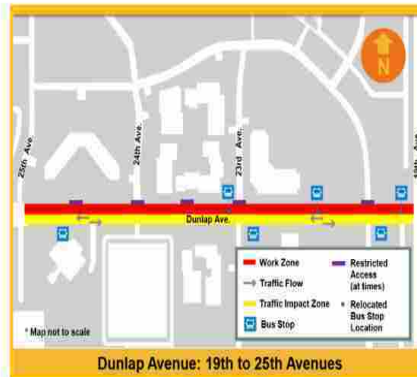 N
25th Ave.
24th Ave.
23rd Ave.
19th Ave.
Dunlap Ave.
Work Zone
Traffic Flow
Traffic Impact Zone
Bus Stop
Restricted
Access
(at times)
Relocated
Bus Stop
Location
* Map not to scale
Dunlap Avenue: 19th to 25th Avenues